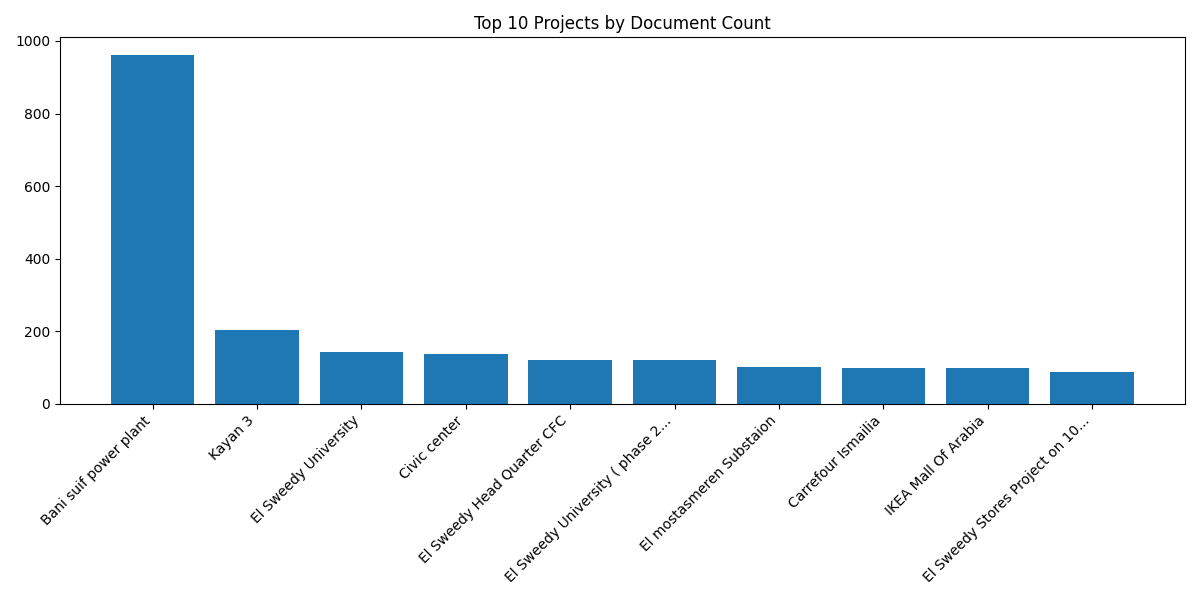 Top 10 Projects by Document Count
1000
800
600
400
200
0
Bani suif power plant
Kayan 3
El Sweedy University
Civic center
El Sweedy Head Quarter CFC
El Sweedy University ( phase 2...
El mostasmeren Substaion
Carrefour Ismailia
IKEA Mall Of Arabia
El Sweedy Stores Project on 10...